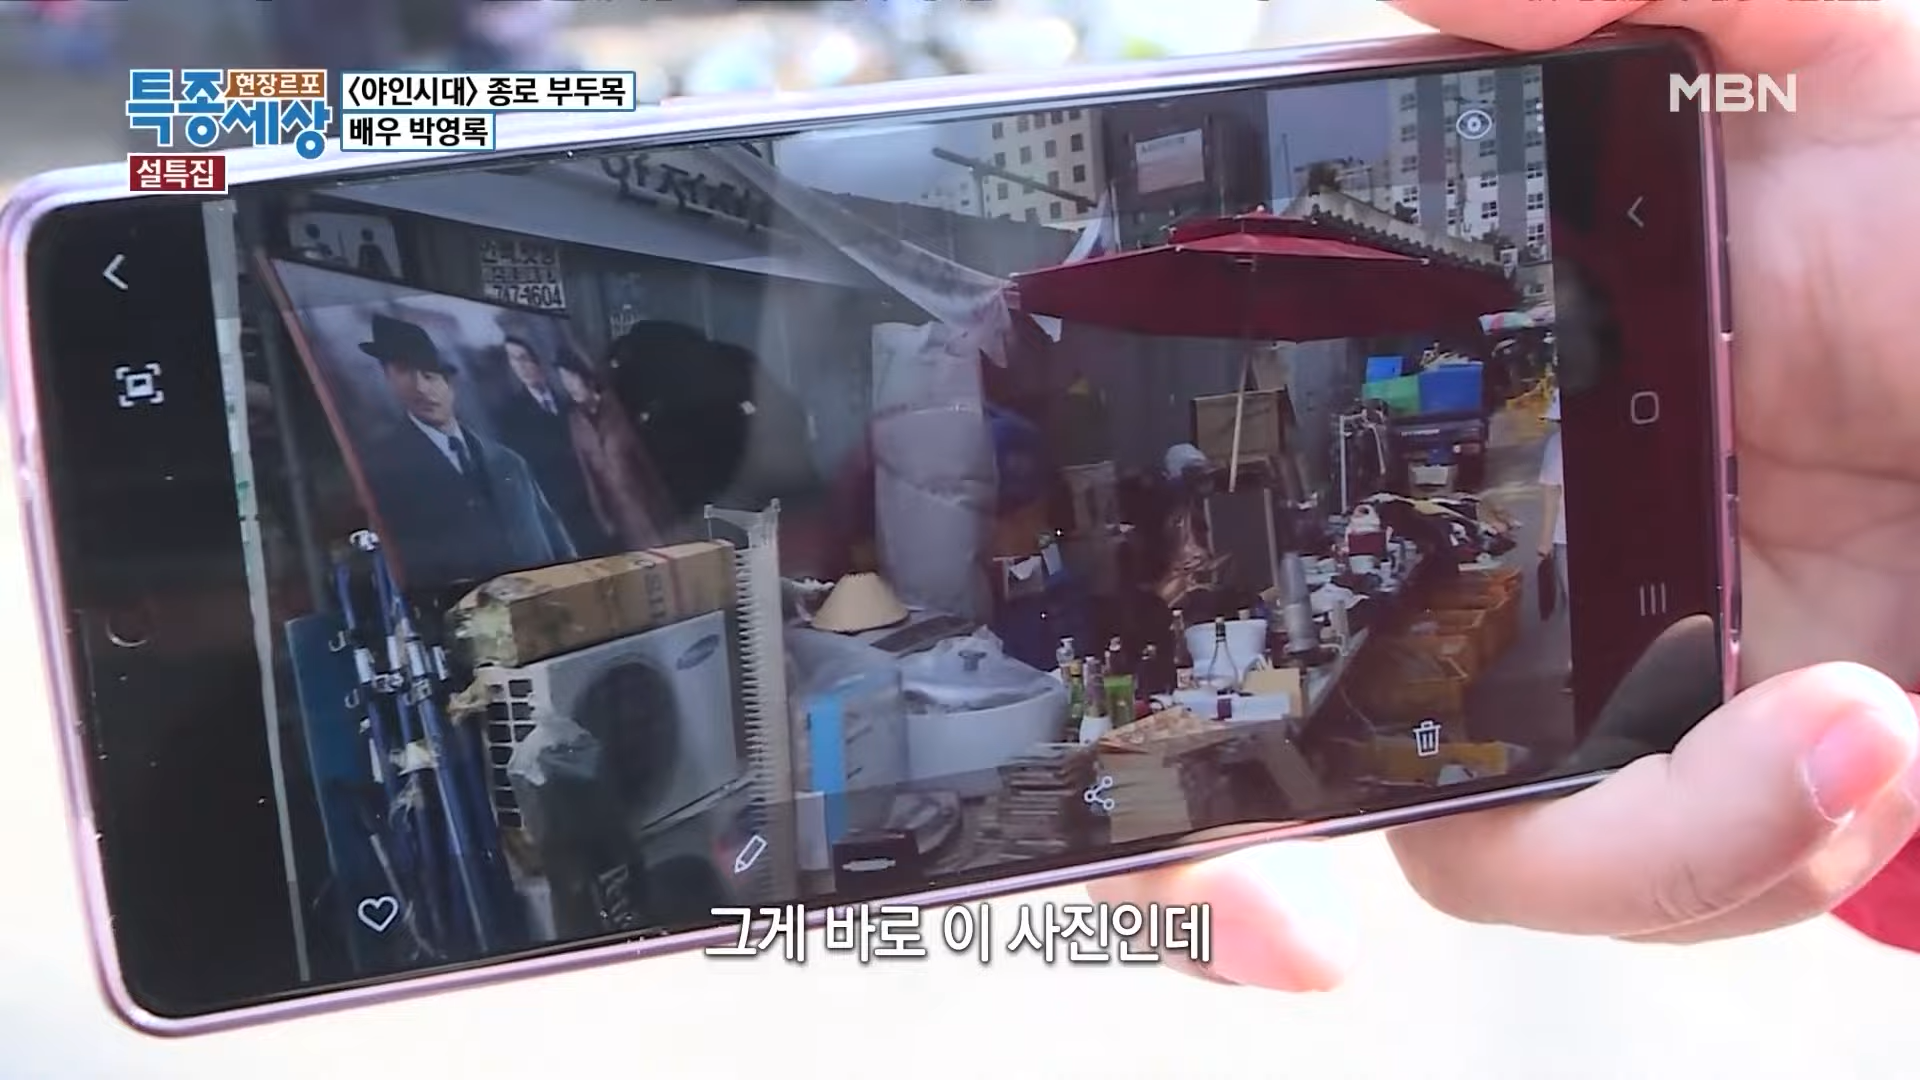 현장르포
특종세상
설특집
〈야인시대〉 종로 부두목
배우 박영록
MBN
747-1604
그게 바로 이 사진인데